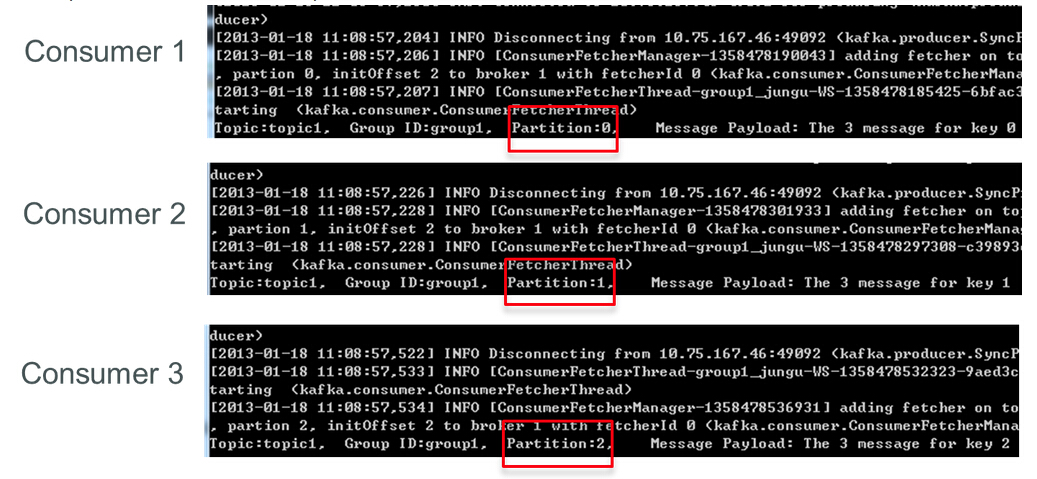 Consumer 1
ducer)
[2013-01-18 11:08:57,204] INFO Disconnecting from 10.75.167.46:49092 (kafka.producer.SyncP
[2013-01-18 11:08:57,206] INFO [ConsumerFetcherManager-1358478190043] adding fetcher on to
, partion 0, initOffset 2 to broker 1 with fetcherId 0 (kafka.consumer.ConsumerFetcherMana
[2013-01-18 11:08:57,207] INFO [ConsumerFetcherThread-group1_jungu-WS-1358478185425-6bfac3
tarting (kafka.consumer.ConsumerFetcherThread)
Topic:topic1, Group ID:group1, Partition:0, Message Payload: The 3 message for key 0
Consumer 2
ducer)
[2013-01-18 11:08:57,226] INFO Disconnecting from 10.75.167.46:49092 (kafka.producer.SyncP
[2013-01-18 11:08:57,228] INFO [ConsumerFetcherManager-1358478301933] adding fetcher on to
, partion 1, initOffset 2 to broker 1 with fetcherId 0 (kafka.consumer.ConsumerFetcherMana
[2013-01-18 11:08:57,228] INFO [ConsumerFetcherThread-group1_jungu-WS-1358478297308-c39893
tarting (kafka.consumer.ConsumerFetcherThread)
Topic:topic1, Group ID:group1, Partition:1, Message Payload: The 3 message for key 1
Consumer 3
ducer)
[2013-01-18 11:08:57,522] INFO Disconnecting from 10.75.167.46:49092 (kafka.producer.SyncP
[2013-01-18 11:08:57,533] INFO [ConsumerFetcherThread-group1_jungu-WS-1358478532323-9aed3c
tarting (kafka.consumer.ConsumerFetcherThread)
[2013-01-18 11:08:57,534] INFO [ConsumerFetcherManager-1358478536931] adding fetcher on to
, partion 2, initOffset 2 to broker 1 with fetcherId 0 (kafka.consumer.ConsumerFetcherMana
Topic:topic1, Group ID:group1, Partition:2, Message Payload: The 3 message for key 2